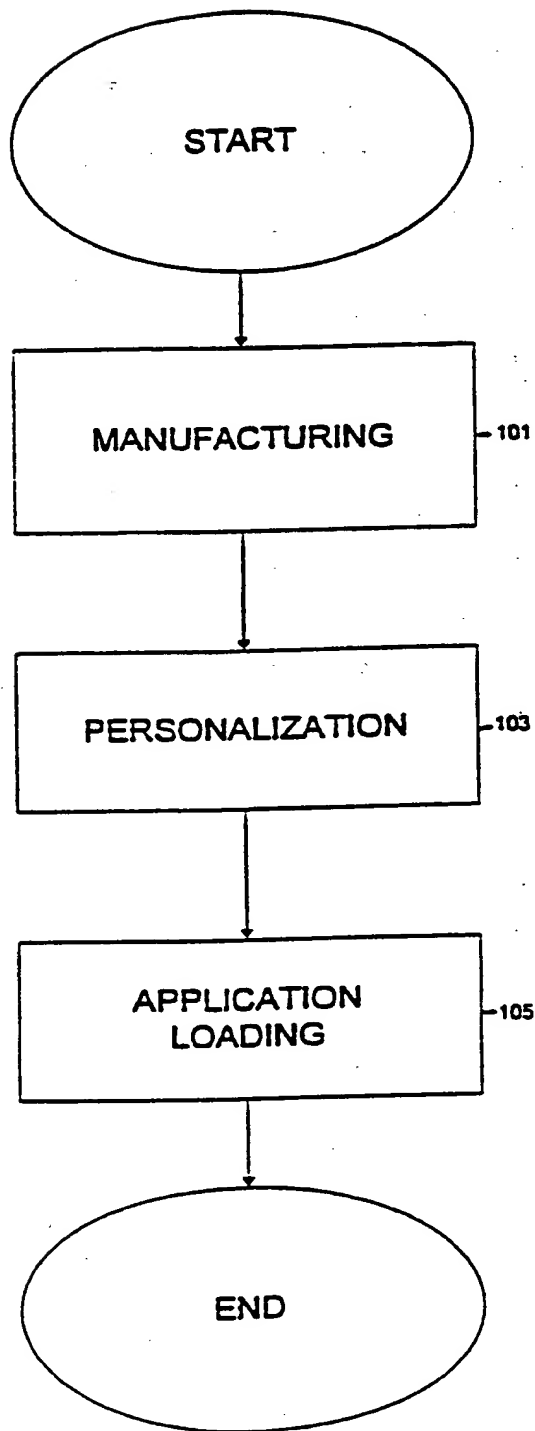 START
MANUFACTURING
101
PERSONALIZATION
103
APPLICATION
LOADING
105
END